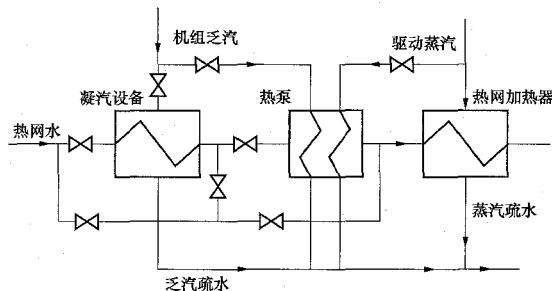 机组乏汽
驱动蒸汽
凝汽设备
热泵
热网加热器
热网水
蒸汽疏水
乏汽疏水